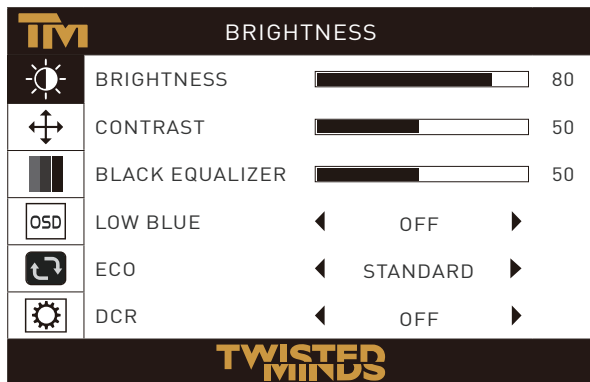 TM BRIGHTNESS
BRIGHTNESS 80
CONTRAST 50
BLACK EQUALIZER 50
LOW BLUE OFF
OSD
ECO STANDARD
DCR OFF
TWISTED
MINDS